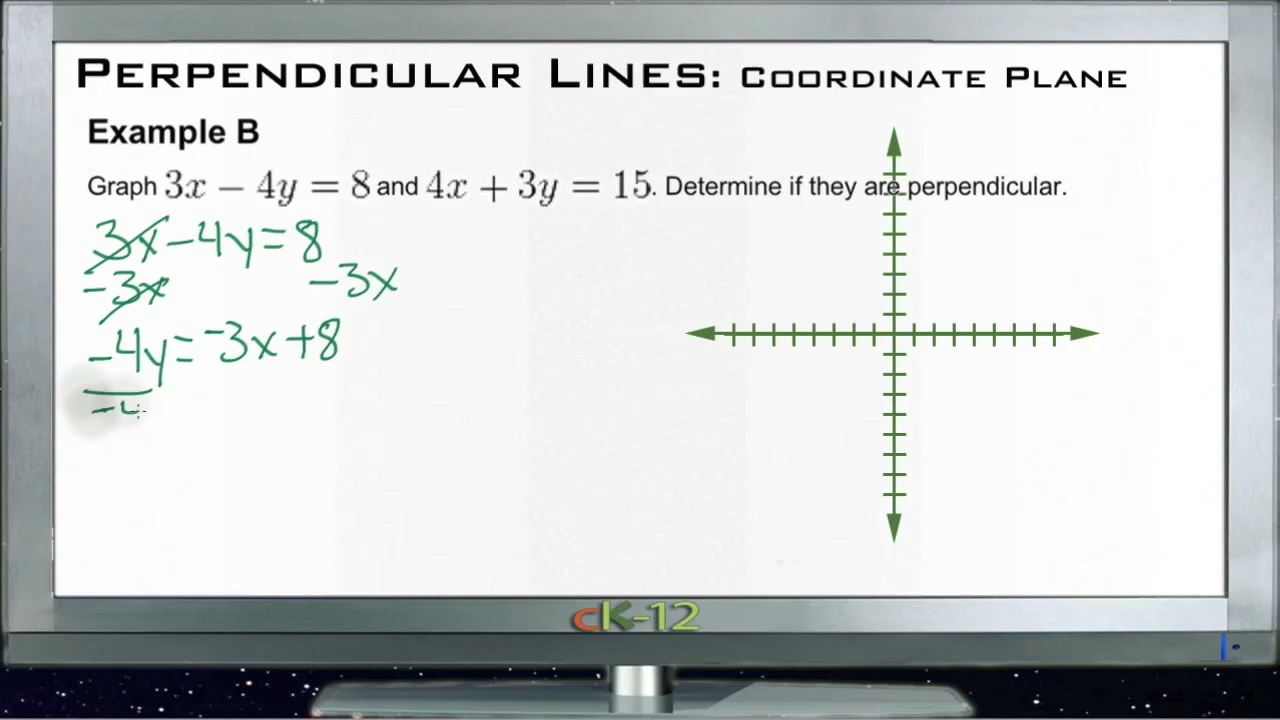 PERPENDICULAR LINES: COORDINATE PLANE
Example B
Graph 3x − 4y = 8 and 4x + 3y = 15. Determine if they are perpendicular.
3x-4y=8
-3x -3x
-4y=-3x+8
-4
cK-12